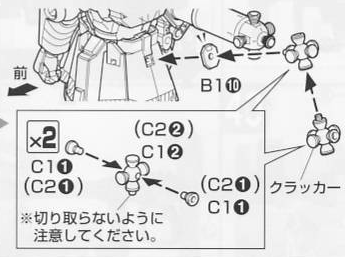 前
B1❿
×2
(C2❷)
C1❷
C1❶
(C2❶)
(C2❶)
C1❶
クラッカー
※切り取らないように
注意してください。